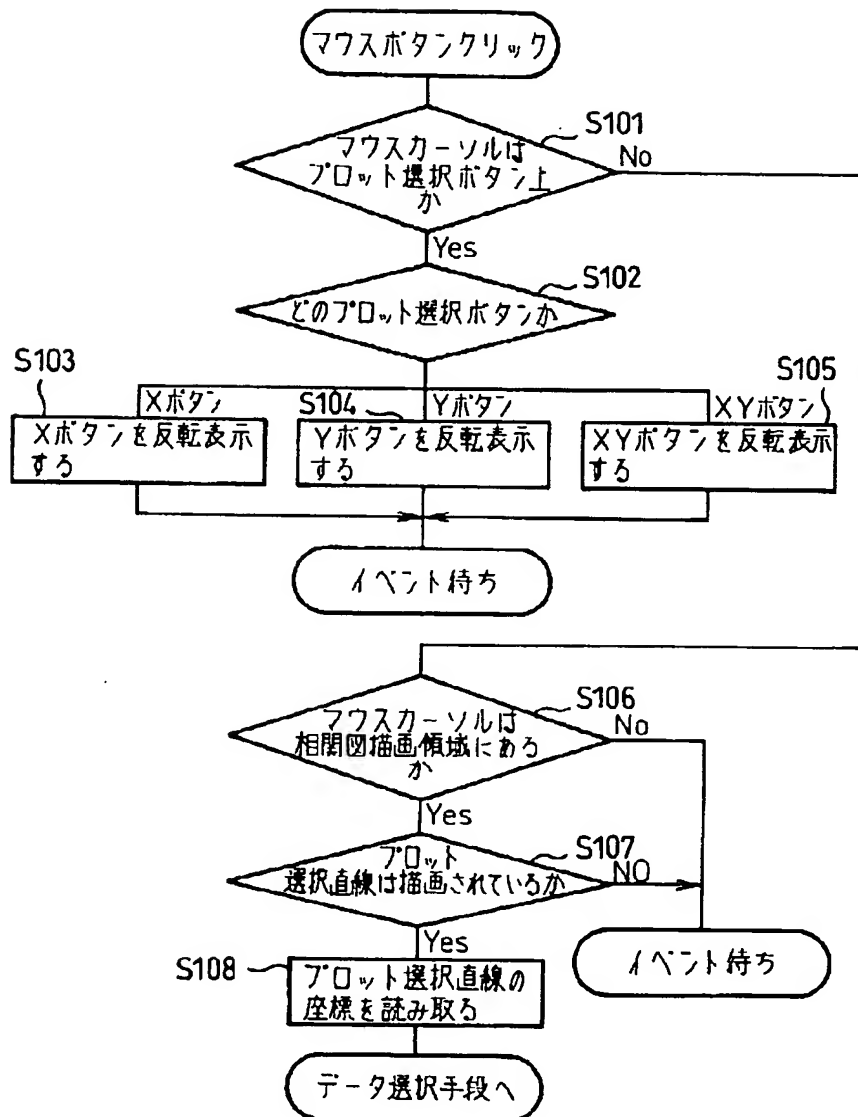 マウスボタンクリック
S101
マウスカーソルは
プロット選択ボタン上
か
No
Yes
S102
どのプロット選択ボタンか
S103
Xボタン
S104
Yボタン
XYボタン
S105
Xボタンを反転表示
する
Yボタンを反転表示
する
XYボタンを反転表示
する
イベント待ち
S106
マウスカーソルは
相関図描画領域にある
か
No
Yes
S107
プロット
選択直線は描画されているか
NO
Yes
S108
プロット選択直線の
座標を読み取る
イベント待ち
データ選択手段へ